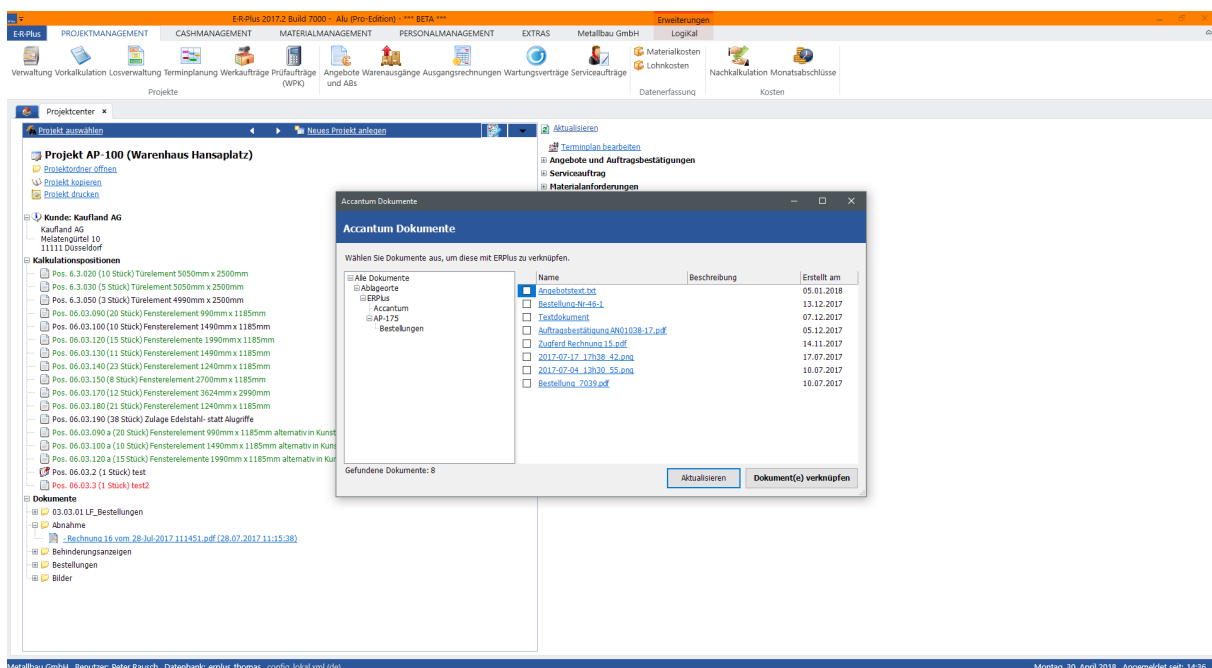 E-R-Plus 2017.2 Build 7000 - Alu (Pro-Edition) - *** BETA ***
Erweiterungen
E-R-Plus PROJEKTMANAGEMENT CASHMANAGEMENT MATERIALMANAGEMENT PERSONALMANAGEMENT EXTRAS Metallbau GmbH LogiKal
Verwaltung Vorkalkulation Losverwaltung Terminplanung Werkaufträge Prüfaufträge (WPK)
Angebote und ABs Warenausgänge Ausgangsrechnungen Wartungsverträge Serviceaufträge
Materialkosten
Lohnkosten
Nachkalkulation Monatsabschlüsse
Projekte Datenerfassung Kosten
Projektcenter
Projekt auswählen Neues Projekt anlegen
Projekt AP-100 (Warenhaus Hansaplatz)
Projektordner öffnen
Projekt kopieren
Projekt drucken
Kunde: Kaufland AG
Kaufland AG
Melatengürtel 10
11111 Düsseldorf
Kalkulationspositionen
Pos. 6.3.020 (10 Stück) Türelement 5050mm x 2500mm
Pos. 6.3.030 (5 Stück) Türelement 5050mm x 2500mm
Pos. 6.3.050 (3 Stück) Türelement 4990mm x 2500mm
Pos. 06.03.090 (20 Stück) Fensterelement 990mm x 1185mm
Pos. 06.03.100 (10 Stück) Fensterelement 1490mm x 1185mm
Pos. 06.03.120 (15 Stück) Fensterelemente 1990mm x 1185mm
Pos. 06.03.130 (11 Stück) Fensterelement 1490mm x 1185mm
Pos. 06.03.140 (23 Stück) Fensterelement 1240mm x 1185mm
Pos. 06.03.150 (8 Stück) Fensterelement 2700mm x 1185mm
Pos. 06.03.170 (12 Stück) Fensterelement 3624mm x 2990mm
Pos. 06.03.180 (21 Stück) Fensterelement 1240mm x 1185mm
Pos. 06.03.190 (38 Stück) Zulage Edelstahl- statt Alugriffe
Pos. 06.03.090 a (20 Stück) Fensterelement 990mm x 1185mm alternativ in Kunst
Pos. 06.03.100 a (10 Stück) Fensterelement 1490mm x 1185mm alternativ in Kuns
Pos. 06.03.120 a (15 Stück) Fensterelemente 1990mm x 1185mm alternativ in Kun
Pos. 06.03.2 (1 Stück) test
Pos. 06.03.3 (1 Stück) test2
Dokumente
03.03.01 LF_Bestellungen
Abnahme
- Rechnung 16 vom 28-Jul-2017 111451.pdf (28.07.2017 11:15:38)
Behinderungsanzeigen
Bestellungen
Bilder
Aktualisieren
Terminplan bearbeiten
Angebote und Auftragsbestätigungen
Serviceauftrag
Materialanforderungen
Accantum Dokumente
Accantum Dokumente
Wählen Sie Dokumente aus, um diese mit ERPlus zu verknüpfen.
Alle Dokumente
Ablageorte
ERPlus
Accantum
AP-175
Bestellungen
Name Beschreibung Erstellt am
Angebotstext.txt 05.01.2018
Bestellung-Nr-46-1 13.12.2017
Textdokument 07.12.2017
Auftragsbestätigung AN01038-17.pdf 05.12.2017
Zugferd Rechnung 15.pdf 14.11.2017
2017-07-17 17h38_42.png 17.07.2017
2017-07-04 13h30_55.png 10.07.2017
Bestellung_7039.pdf 10.07.2017
Gefundene Dokumente: 8
Aktualisieren Dokument(e) verknüpfen
Metallbau GmbH Benutzer: Peter Rausch Datenbank: erplus_thomas config_lokal.xml (de) Montag, 30. April 2018 Angemeldet seit: 14:36